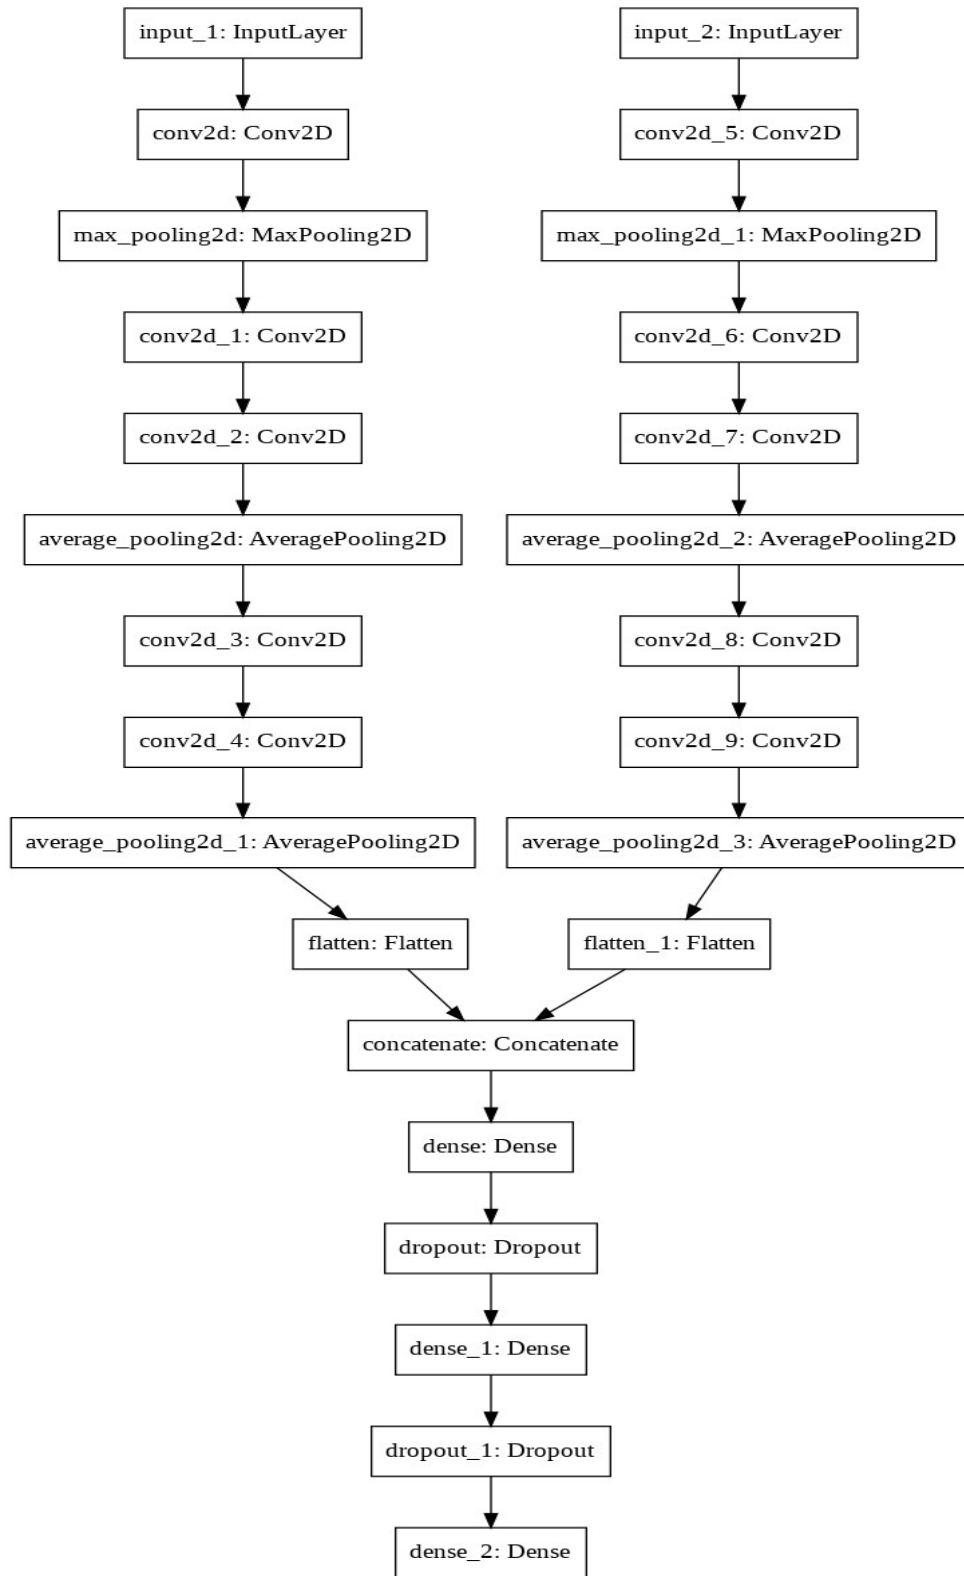 input_1: InputLayer
input_2: InputLayer
conv2d: Conv2D
conv2d_5: Conv2D
max_pooling2d: MaxPooling2D
max_pooling2d_1: MaxPooling2D
conv2d_1: Conv2D
conv2d_6: Conv2D
conv2d_2: Conv2D
conv2d_7: Conv2D
average_pooling2d: AveragePooling2D
average_pooling2d_2: AveragePooling2D
conv2d_3: Conv2D
conv2d_8: Conv2D
conv2d_4: Conv2D
conv2d_9: Conv2D
average_pooling2d_1: AveragePooling2D
average_pooling2d_3: AveragePooling2D
flatten: Flatten
flatten_1: Flatten
concatenate: Concatenate
dense: Dense
dropout: Dropout
dense_1: Dense
dropout_1: Dropout
dense_2: Dense